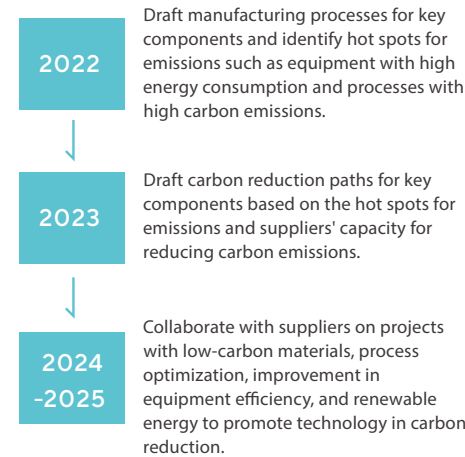 2022
Draft manufacturing processes for key
components and identify hot spots for
emissions such as equipment with high
energy consumption and processes with
high carbon emissions.
2023
Draft carbon reduction paths for key
components based on the hot spots for
emissions and suppliers' capacity for
reducing carbon emissions.
2024
-2025
Collaborate with suppliers on projects
with low-carbon materials, process
optimization, improvement in
equipment efficiency, and renewable
energy to promote technology in carbon
reduction.